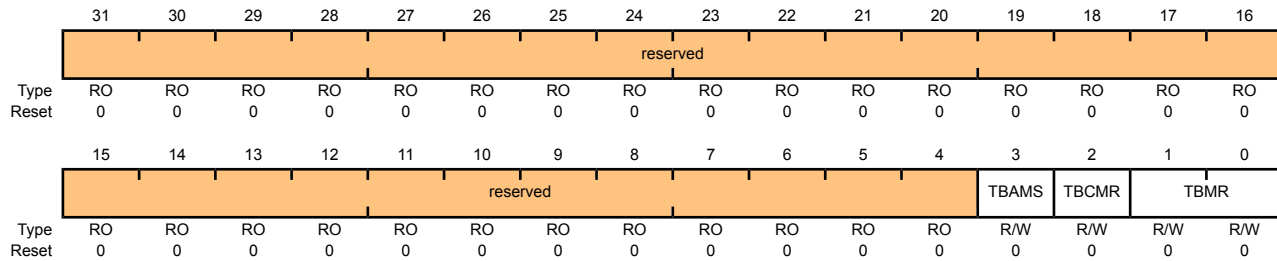 31 30 29 28 27 26 25 24 23 22 21 20 19 18 17 16
reserved
Type RO RO RO RO RO RO RO RO RO RO RO RO RO RO RO RO
Reset 0 0 0 0 0 0 0 0 0 0 0 0 0 0 0 0
15 14 13 12 11 10 9 8 7 6 5 4 3 2 1 0
reserved TBAMS TBCMR TBMR
Type RO RO RO RO RO RO RO RO RO RO RO RO R/W R/W R/W R/W
Reset 0 0 0 0 0 0 0 0 0 0 0 0 0 0 0 0